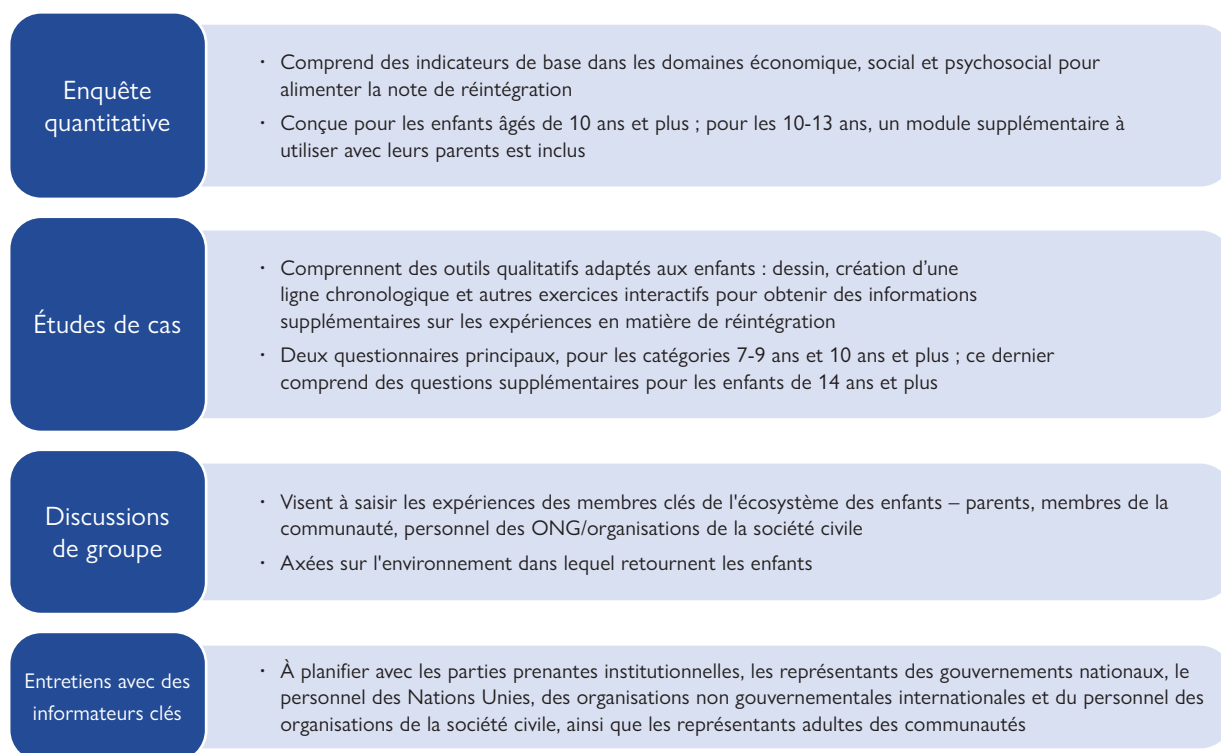 Enquête
quantitative
· Comprend des indicateurs de base dans les domaines économique, social et psychosocial pour
alimenter la note de réintégration
· Conçue pour les enfants âgés de 10 ans et plus ; pour les 10-13 ans, un module supplémentaire à
utiliser avec leurs parents est inclus
Études de cas
· Comprennent des outils qualitatifs adaptés aux enfants : dessin, création d’une
ligne chronologique et autres exercices interactifs pour obtenir des informations
supplémentaires sur les expériences en matière de réintégration
· Deux questionnaires principaux, pour les catégories 7-9 ans et 10 ans et plus ; ce dernier
comprend des questions supplémentaires pour les enfants de 14 ans et plus
Discussions
de groupe
· Visent à saisir les expériences des membres clés de l'écosystème des enfants – parents, membres de la
communauté, personnel des ONG/organisations de la société civile
· Axées sur l'environnement dans lequel retournent les enfants
Entretiens avec des
informateurs clés
· À planifier avec les parties prenantes institutionnelles, les représentants des gouvernements nationaux, le
personnel des Nations Unies, des organisations non gouvernementales internationales et du personnel des
organisations de la société civile, ainsi que les représentants adultes des communautés